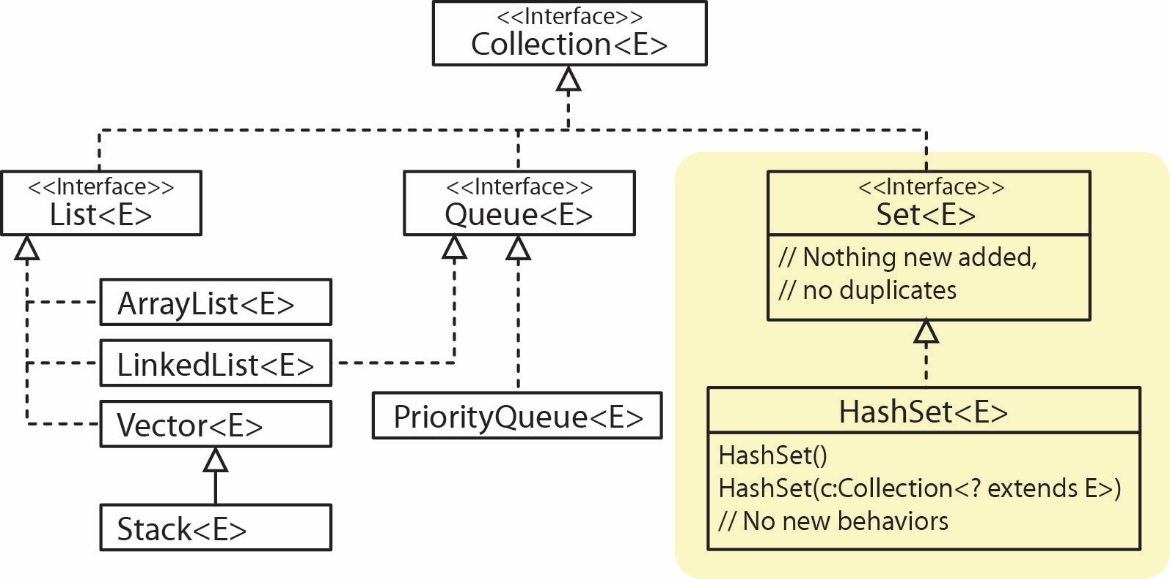 <<Interface>>
Collection<E>
<<Interface>>
List<E>
<<Interface>>
Queue<E>
<<Interface>>
Set<E>
// Nothing new added,
// no duplicates
ArrayList<E>
LinkedList<E>
Vector<E>
Stack<E>
PriorityQueue<E>
HashSet<E>
HashSet()
HashSet(c:Collection<? extends E>)
// No new behaviors